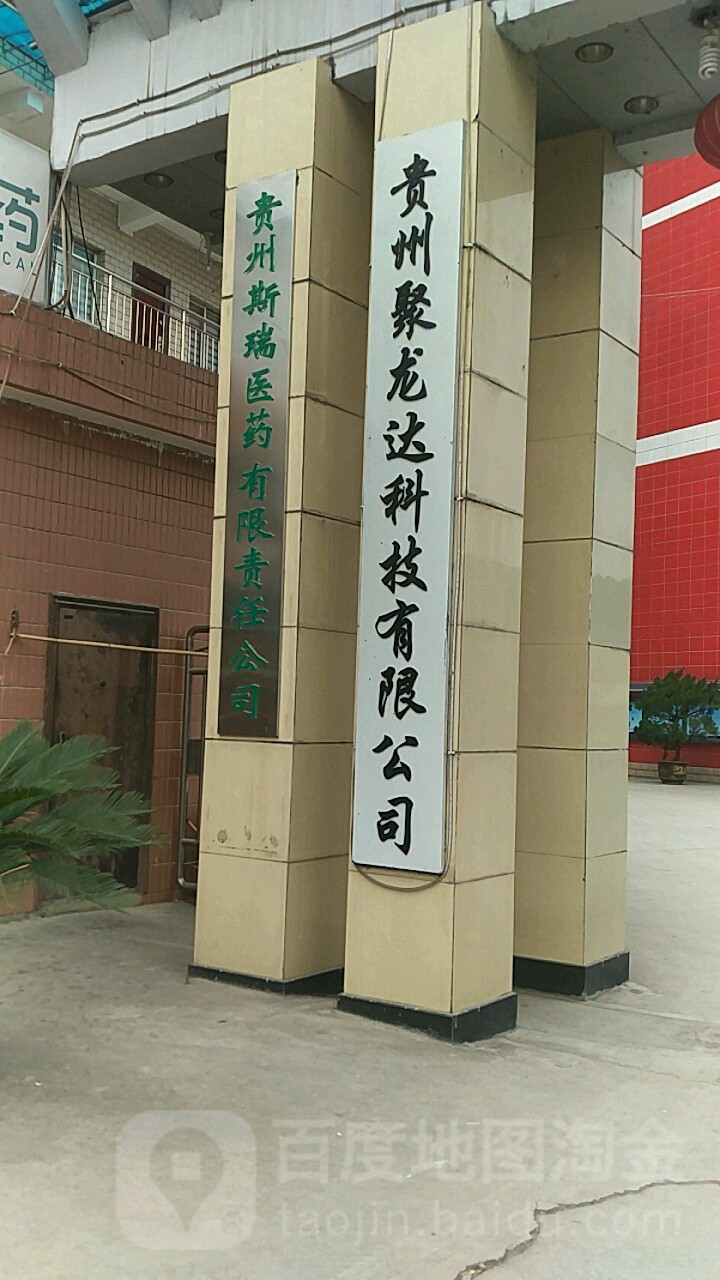 药
CAL
贵州斯瑞医药有限责任公司
贵州聚龙达科技有限公司
百度地图淘金
taojin.baidu.com